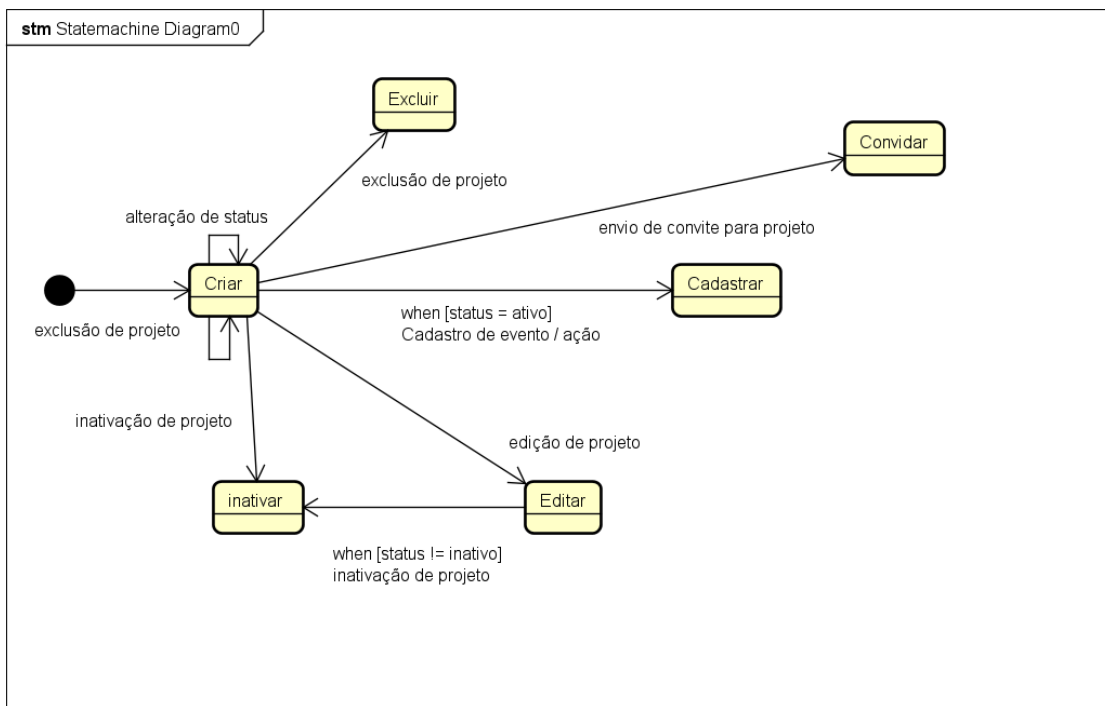 stm Statemachine Diagram0
Excluir
Convidar
exclusão de projeto
alteração de status
envio de convite para projeto
Criar
Cadastrar
exclusão de projeto
when [status = ativo]
Cadastro de evento / ação
inativação de projeto
edição de projeto
inativar
Editar
when [status != inativo]
inativação de projeto